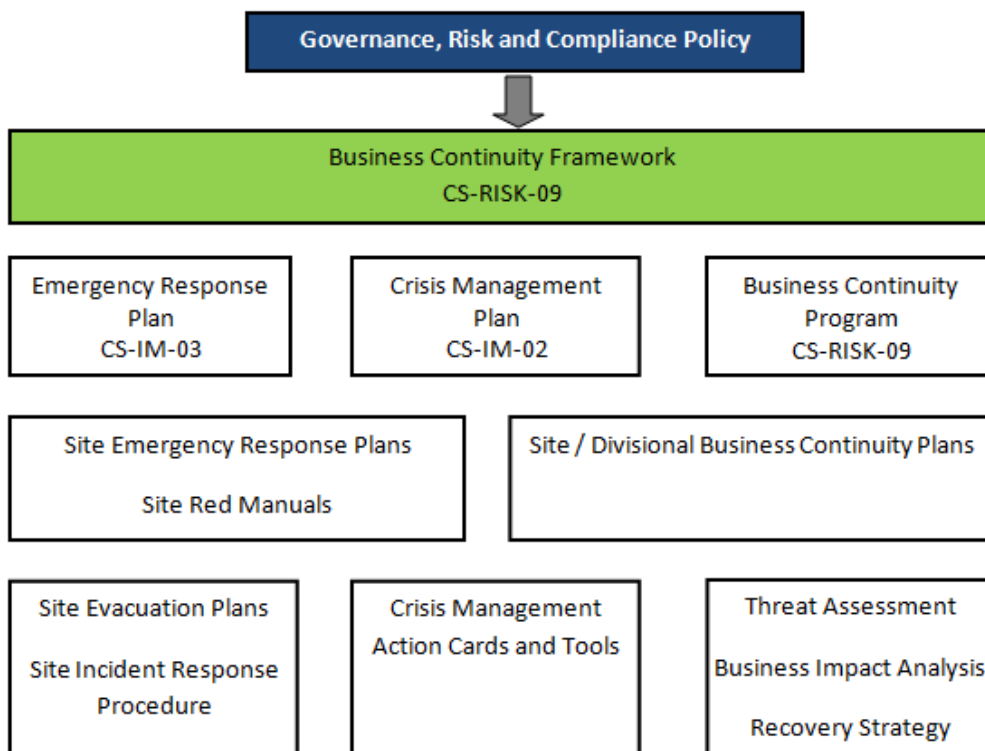 Governance, Risk and Compliance Policy
Business Continuity Framework
CS-RISK-09
Emergency Response
Plan
CS-IM-03
Crisis Management
Plan
CS-IM-02
Business Continuity
Program
CS-RISK-09
Site Emergency Response Plans
Site Red Manuals
Site / Divisional Business Continuity Plans
Site Evacuation Plans
Site Incident Response
Procedure
Crisis Management
Action Cards and Tools
Threat Assessment
Business Impact Analysis
Recovery Strategy